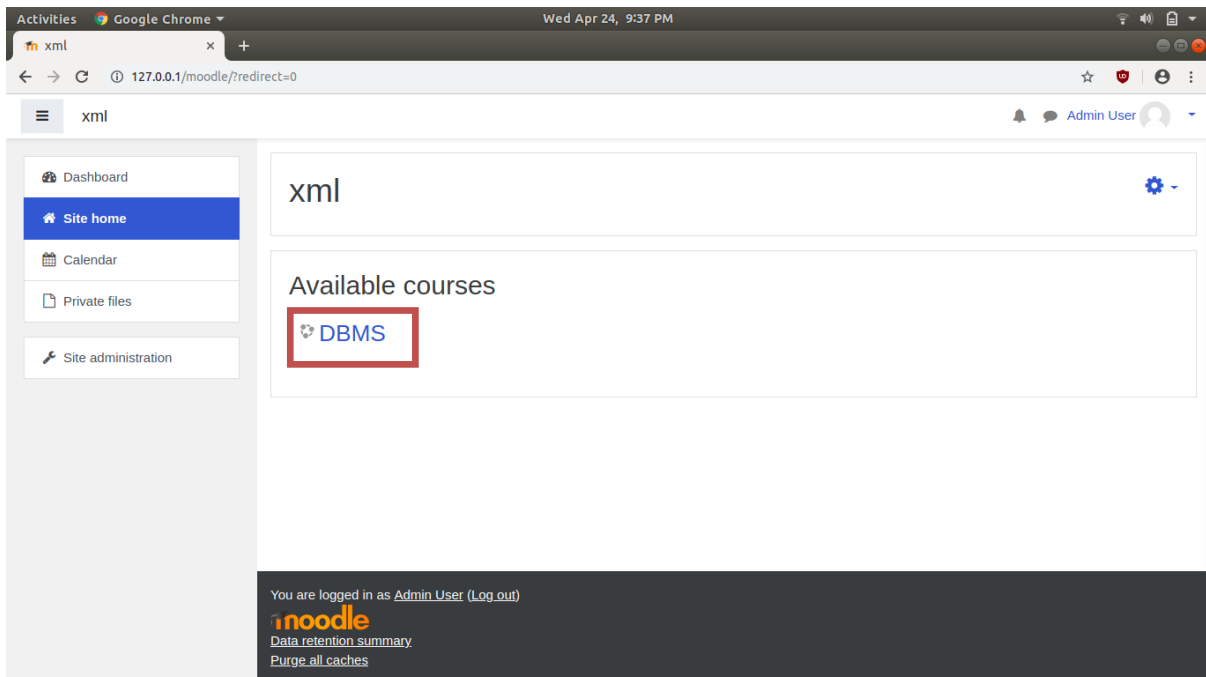 Activities Google Chrome Wed Apr 24, 9:37 PM
xml × +
127.0.0.1/moodle/?redirect=0
xml Admin User
Dashboard
Site home
Calendar
Private files
Site administration
xml
Available courses
DBMS
You are logged in as Admin User (Log out)
moodle
Data retention summary
Purge all caches